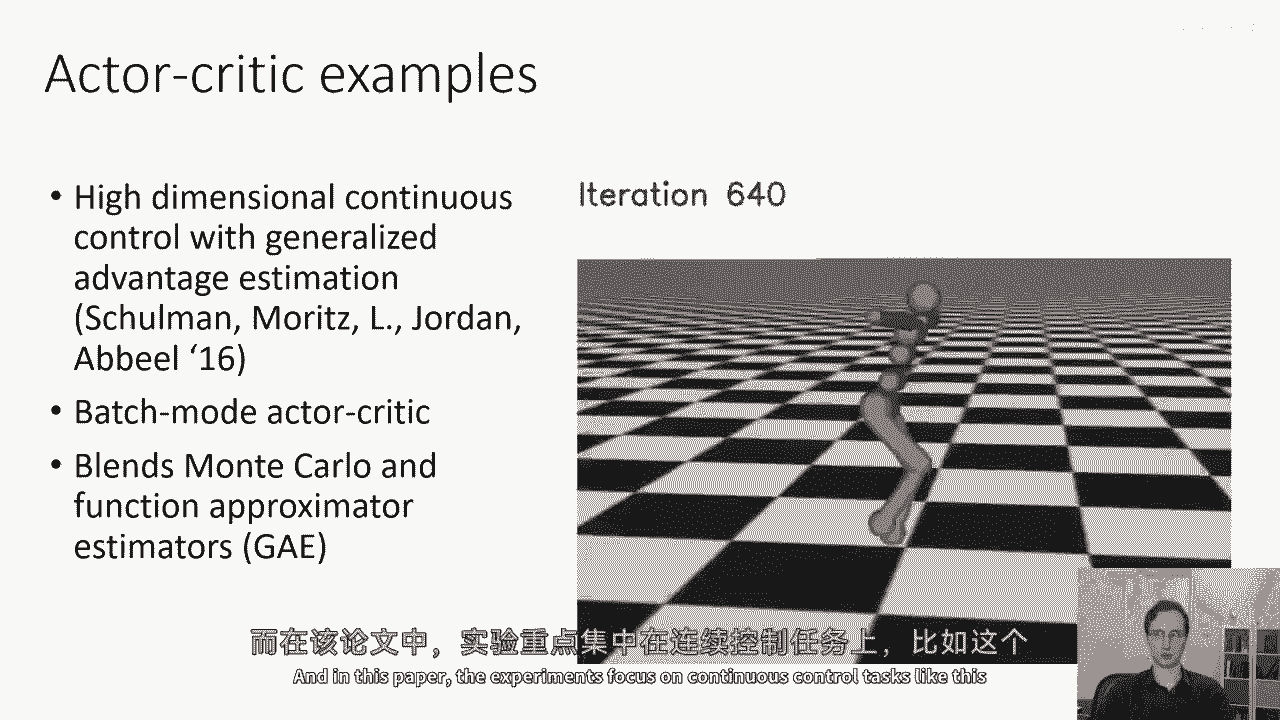 Actor-critic examples
• High dimensional continuous
control with generalized
advantage estimation
(Schulman, Moritz, L., Jordan,
Abbeel ‘16)
• Batch-mode actor-critic
• Blends Monte Carlo and
function approximator
estimators (GAE)
Iteration 640
而在该论文中，实验重点集中在连续控制任务上，比如这个
And in this paper, the experiments focus on continuous control tasks like this